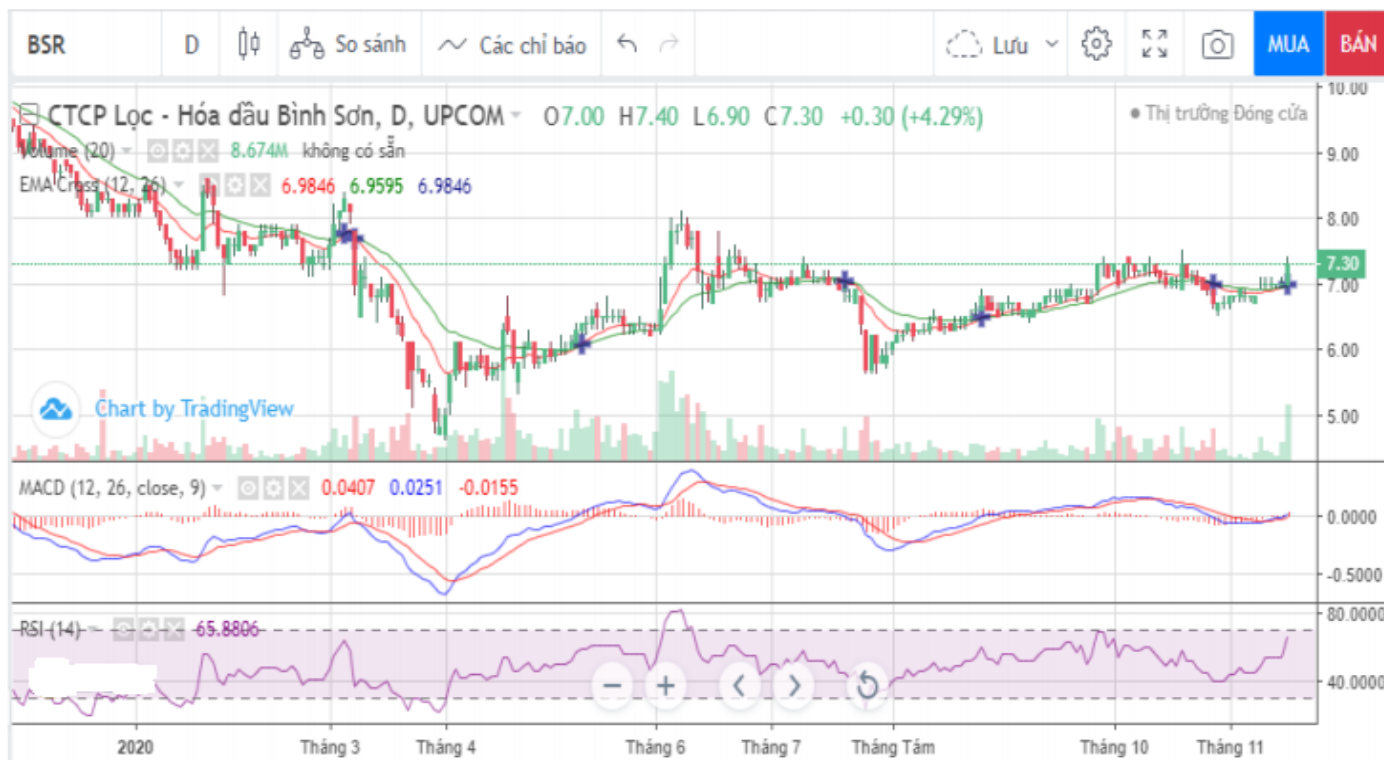 BSR D So sánh Các chỉ báo Lưu MUA BÁN
CTCP Lọc - Hóa dầu Bình Sơn, D, UPCOM O7.00 H7.40 L6.90 C7.30 +0.30 (+4.29%) Thị trường Đóng cửa
Volume (20) 8.674M không có sẵn
EMA Cross (12, 26) 6.9846 6.9595 6.9846
10.00
9.00
8.00
7.30
7.00
6.00
5.00
Chart by TradingView
MACD (12, 26, close, 9) 0.0407 0.0251 -0.0155
0.0000
-0.5000
RSI (14) 65.8806
80.0000
40.0000
2020 Tháng 3 Tháng 4 Tháng 6 Tháng 7 Tháng Tám Tháng 10 Tháng 11